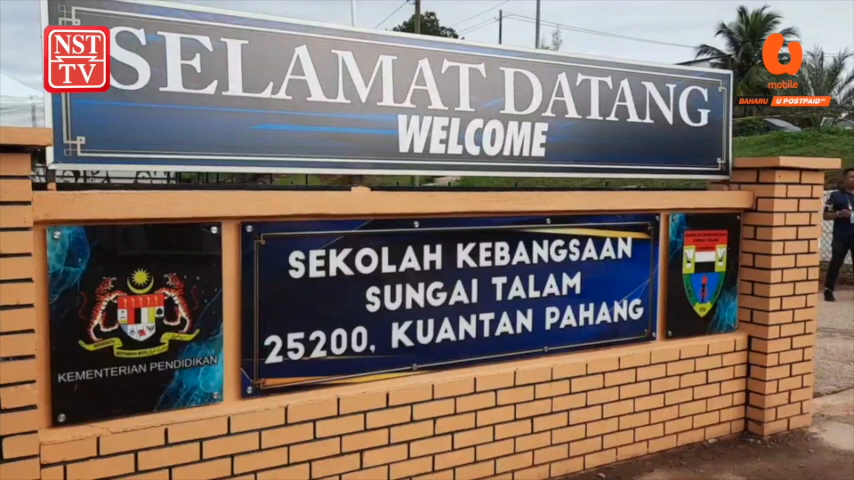 NST
TV
SELAMAT DATANG
WELCOME
U
mobile
BAHARU U POSTPAID
KEMENTERIAN PENDIDIKAN
SEKOLAH KEBANGSAAN
SUNGAI TALAM
25200, KUANTAN PAHANG